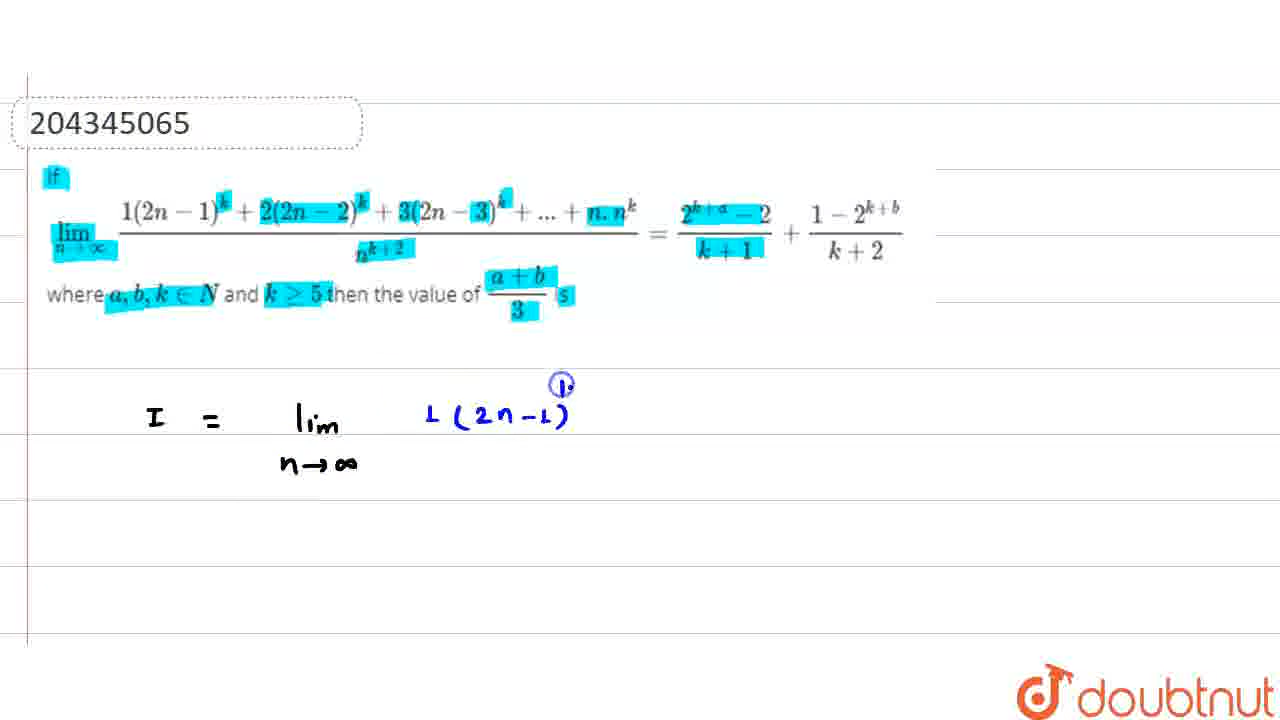 204345065
If
lim n→∞ (1(2n − 1)^k + 2(2n − 2)^k + 3(2n − 3)^k + ... + n.n^k) / n^(k+2) = (2^(k+a) − 2) / (k + 1) + (1 − 2^(k+b)) / (k + 2)
where a, b, k ∈ N and k ≥ 5 then the value of (a + b) / 3 is
I = lim n→∞ 1(2n−1)
doubtnut